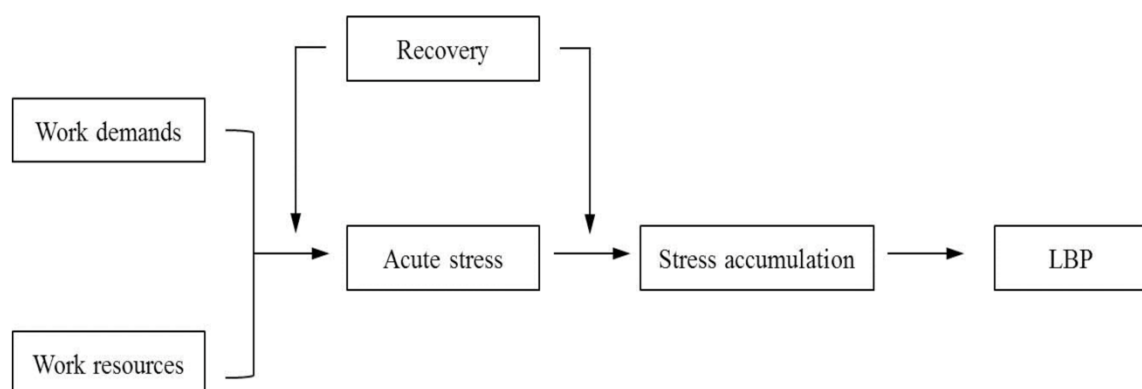 Recovery
Work demands
Acute stress
Stress accumulation
LBP
Work resources